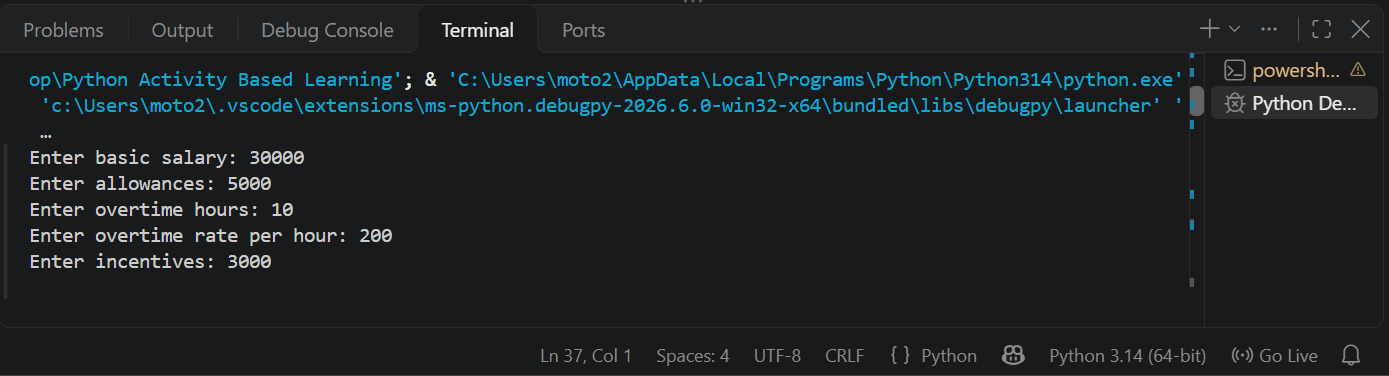 Problems Output Debug Console Terminal Ports
op\Python Activity Based Learning'; & 'C:\Users\moto2\AppData\Local\Programs\Python\Python314\python.exe'
'c:\Users\moto2\.vscode\extensions\ms-python.debugpy-2026.6.0-win32-x64\bundled\libs\debugpy\launcher' '
…
Enter basic salary: 30000
Enter allowances: 5000
Enter overtime hours: 10
Enter overtime rate per hour: 200
Enter incentives: 3000
powersh...
Python De...
Ln 37, Col 1 Spaces: 4 UTF-8 CRLF { } Python Python 3.14 (64-bit) Go Live